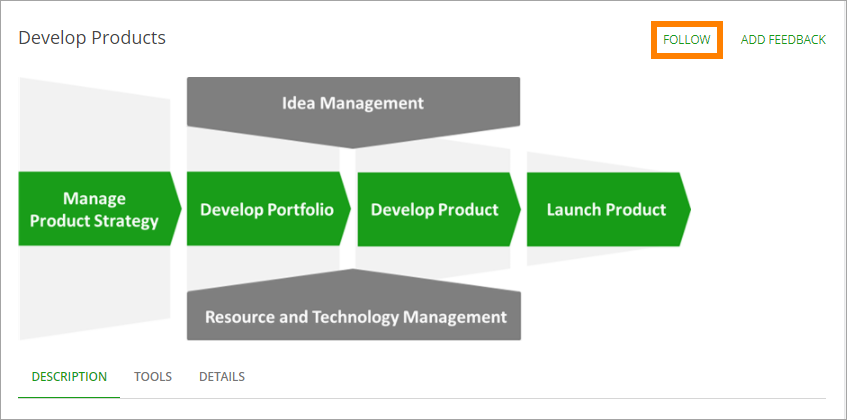 Develop Products
FOLLOW
ADD FEEDBACK
Idea Management
Manage
Product Strategy
Develop Portfolio
Develop Product
Launch Product
Resource and Technology Management
DESCRIPTION
TOOLS
DETAILS